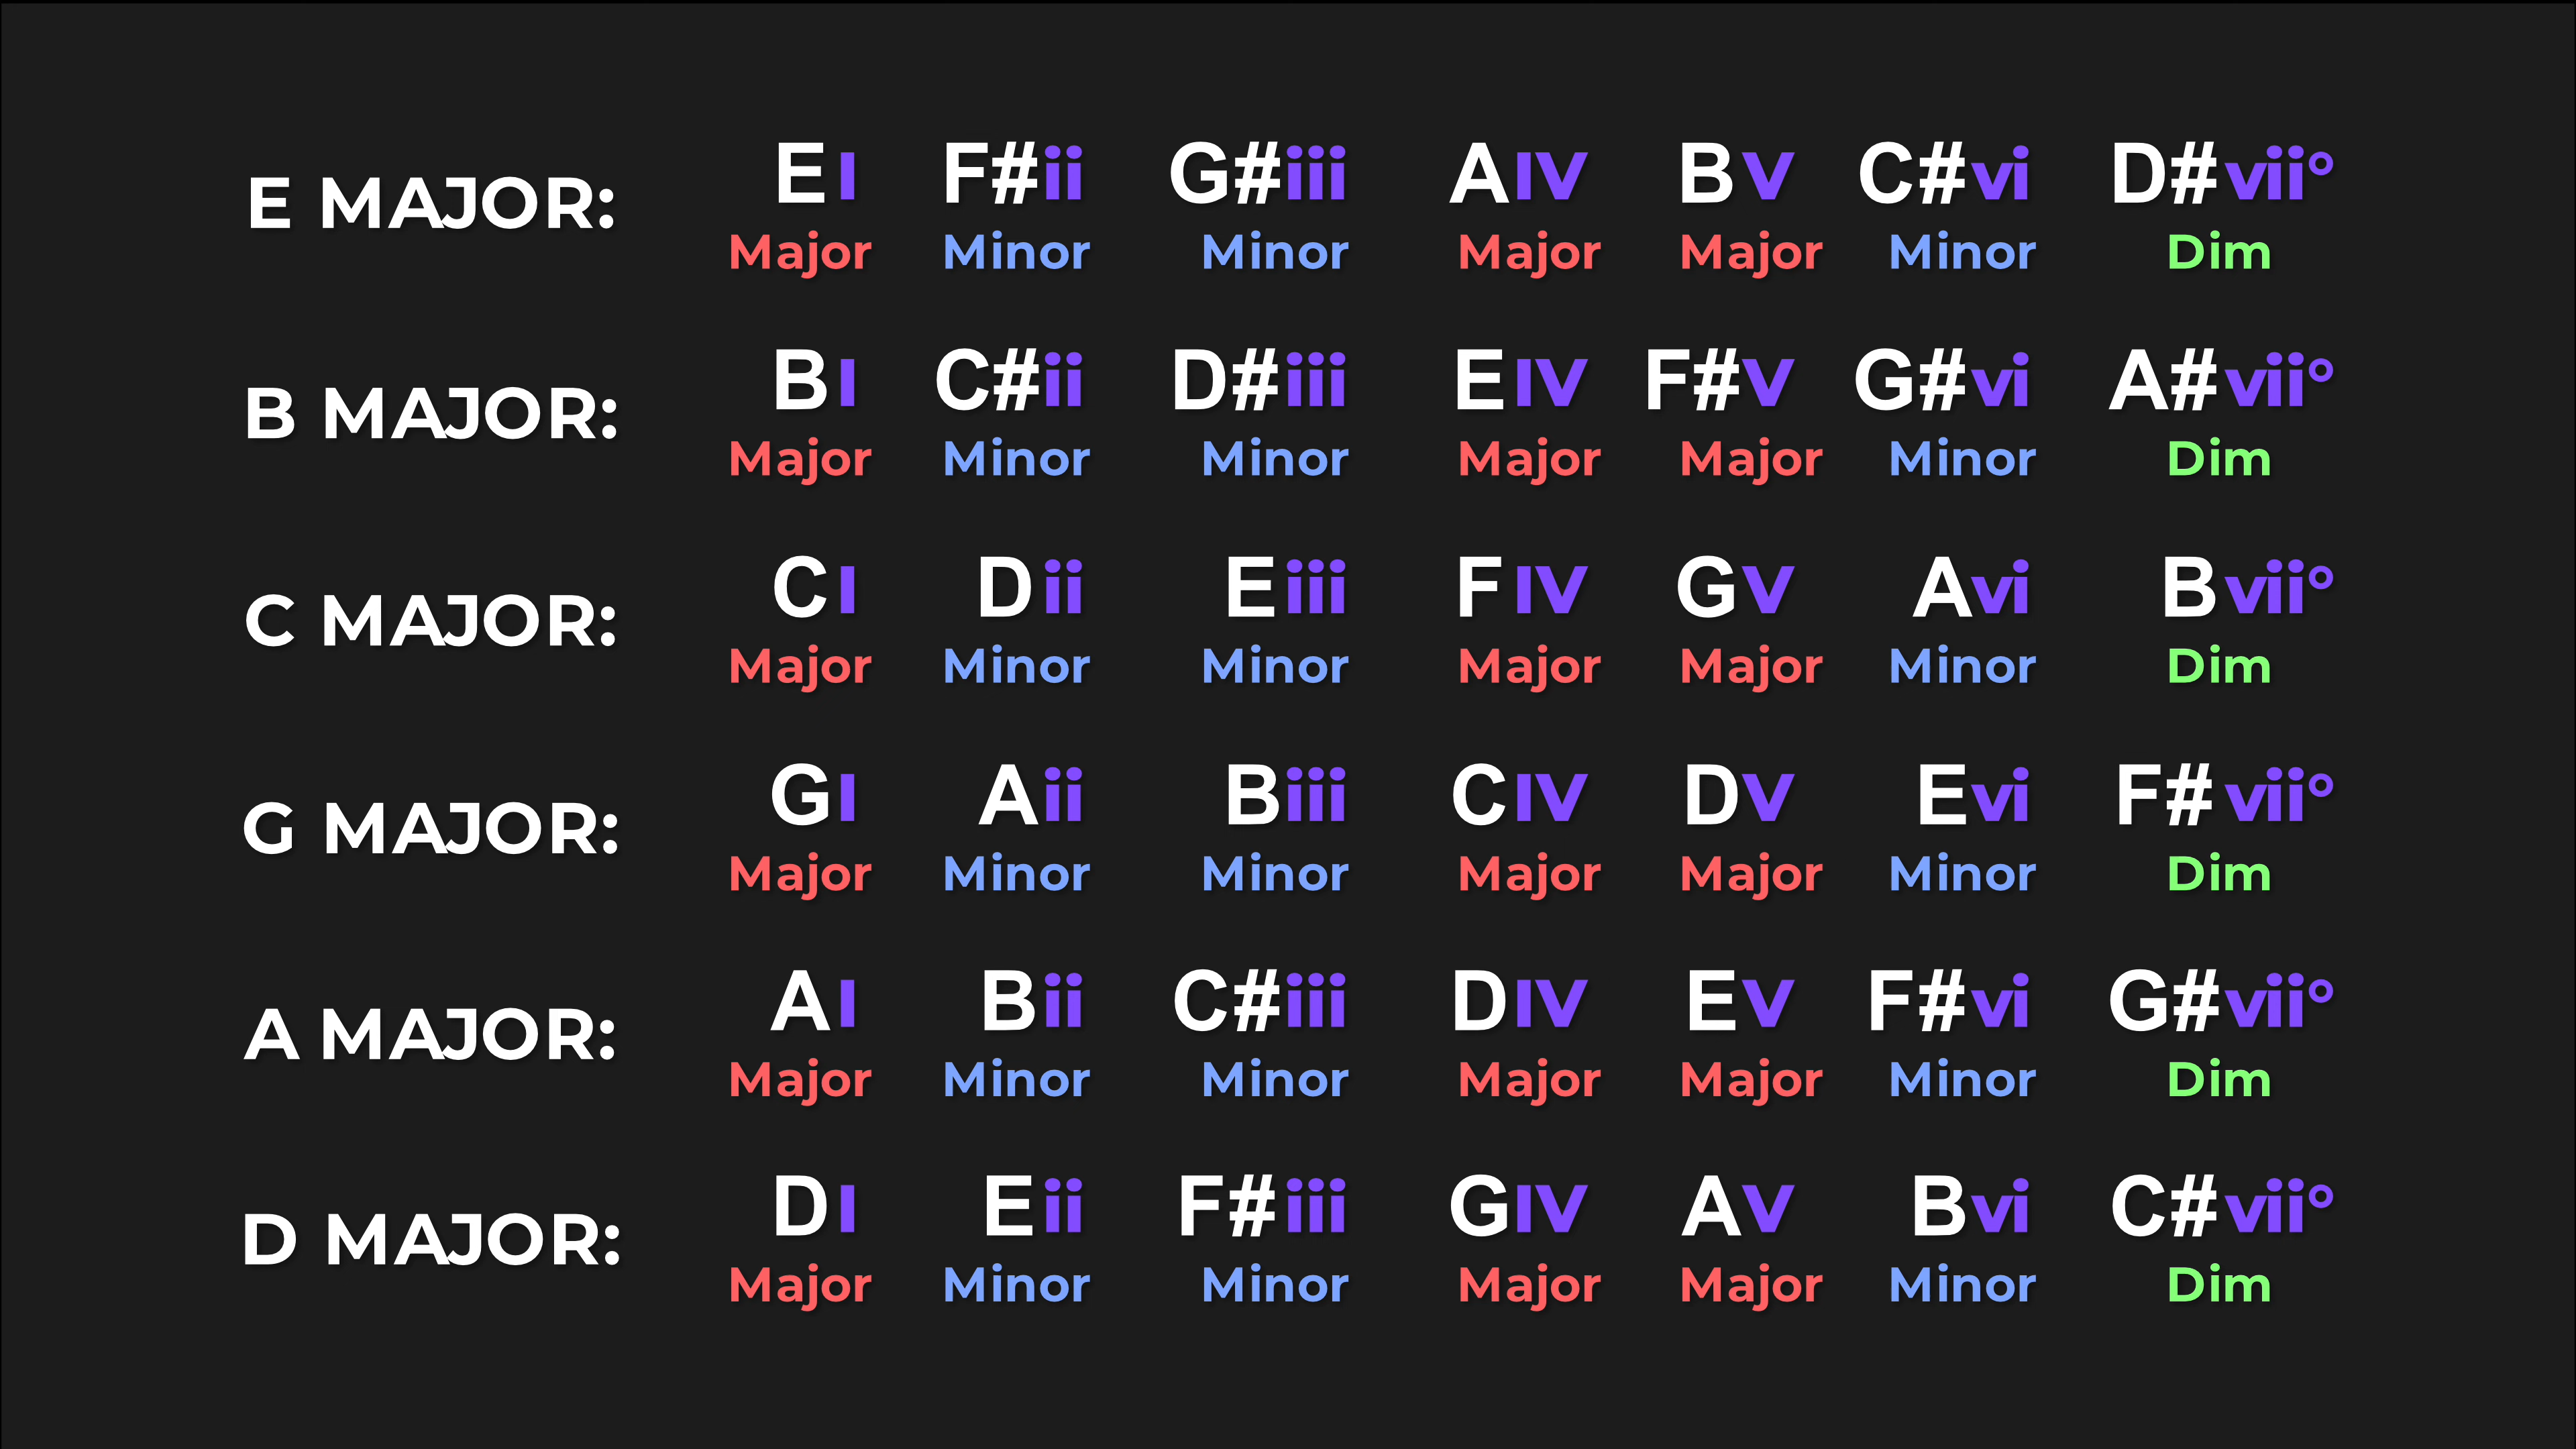 E MAJOR: E I F# ii G# iii A IV B V C# vi D# vii°
Major Minor Minor Major Major Minor Dim
B MAJOR: B I C# ii D# iii E IV F# V G# vi A# vii°
Major Minor Minor Major Major Minor Dim
C MAJOR: C I D ii E iii F IV G V A vi B vii°
Major Minor Minor Major Major Minor Dim
G MAJOR: G I A ii B iii C IV D V E vi F# vii°
Major Minor Minor Major Major Minor Dim
A MAJOR: A I B ii C# iii D IV E V F# vi G# vii°
Major Minor Minor Major Major Minor Dim
D MAJOR: D I E ii F# iii G IV A V B vi C# vii°
Major Minor Minor Major Major Minor Dim